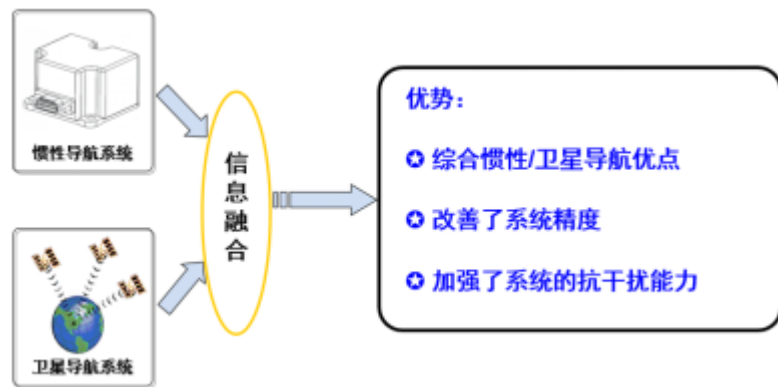 惯性导航系统
卫星导航系统
信息融合
优势：
✪ 综合惯性/卫星导航优点
✪ 改善了系统精度
✪ 加强了系统的抗干扰能力